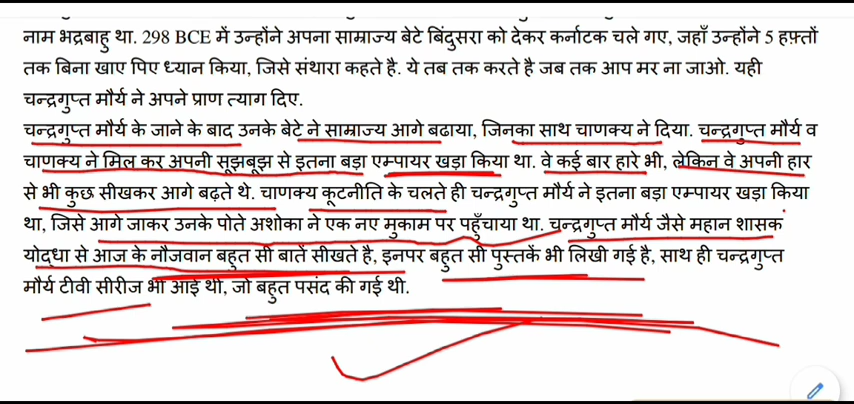 नाम भद्रबाहु था. 298 BCE में उन्होंने अपना साम्राज्य बेटे बिंदुसरा को देकर कर्नाटक चले गए, जहाँ उन्होंने 5 हफ़्तों
तक बिना खाए पिए ध्यान किया, जिसे संथारा कहते है. ये तब तक करते है जब तक आप मर ना जाओ. यही
चन्द्रगुप्त मौर्य ने अपने प्राण त्याग दिए.
चन्द्रगुप्त मौर्य के जाने के बाद उनके बेटे ने साम्राज्य आगे बढाया, जिनका साथ चाणक्य ने दिया. चन्द्रगुप्त मौर्य व
चाणक्य ने मिल कर अपनी सूझबूझ से इतना बड़ा एम्पायर खड़ा किया था. वे कई बार हारे भी, लेकिन वे अपनी हार
से भी कुछ सीखकर आगे बढ़ते थे. चाणक्य कूटनीति के चलते ही चन्द्रगुप्त मौर्य ने इतना बड़ा एम्पायर खड़ा किया
था, जिसे आगे जाकर उनके पोते अशोका ने एक नए मुकाम पर पहुँचाया था. चन्द्रगुप्त मौर्य जैसे महान शासक
योद्धा से आज के नौजवान बहुत सी बातें सीखते है, इनपर बहुत सी पुस्तकें भी लिखी गई है, साथ ही चन्द्रगुप्त
मौर्य टीवी सीरीज भी आई थी, जो बहुत पसंद की गई थी.